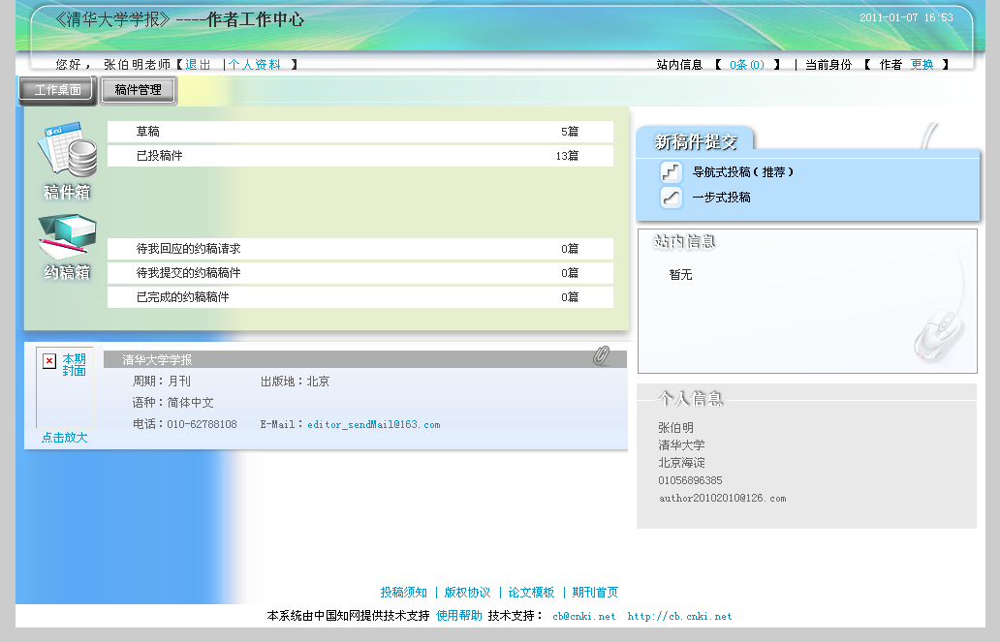 《清华大学学报》----作者工作中心
2011-01-07 16:53
您好， 张伯明老师【退出 |个人资料 】
站内信息 【 0条(0) 】 | 当前身份 【 作者 更换 】
工作桌面 稿件管理
稿件箱
草稿 5篇
已投稿件 13篇
约稿箱
待我回应的约稿请求 0篇
待我提交的约稿稿件 0篇
已完成的约稿稿件 0篇
新稿件提交
导航式投稿（推荐）
一步式投稿
站内信息
暂无
本期
封面
点击放大
清华大学学报
周期：月刊 出版地：北京
语种：简体中文
电话：010-62788108 E-Mail：editor_sendMail@163.com
个人信息
张伯明
清华大学
北京海淀
01056896385
author20102010@126.com
投稿须知 | 版权协议 | 论文模板 | 期刊首页
本系统由中国知网提供技术支持 使用帮助 技术支持： cb@cnki.net http://cb.cnki.net